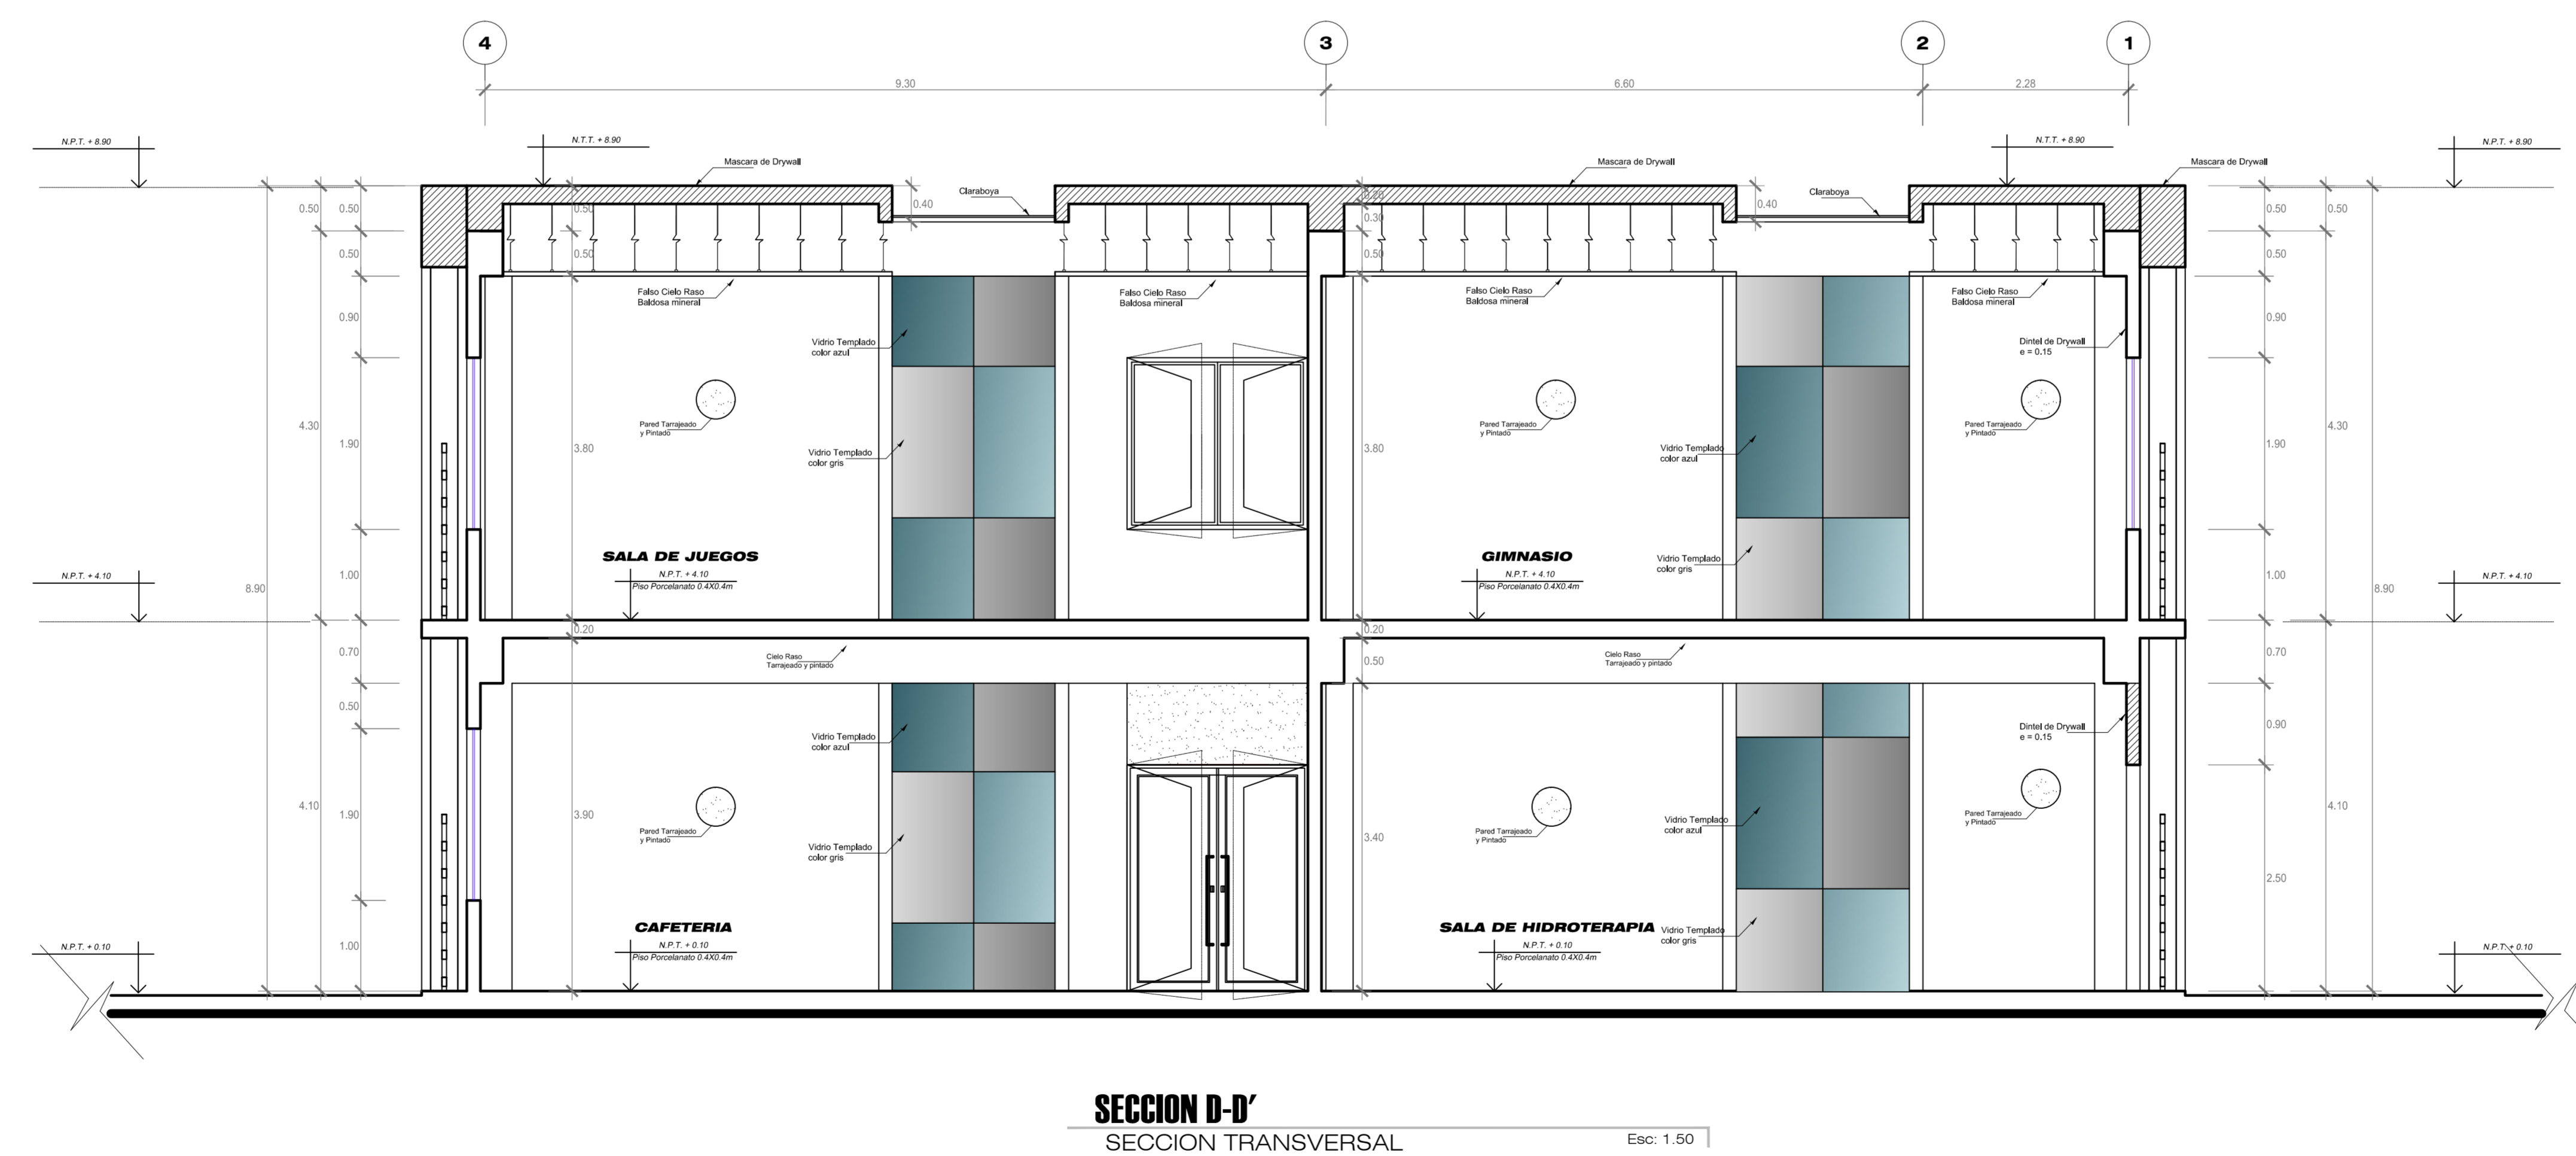 4
3
2
1
9.30
6.60
2.28
N.P.T. + 8.90
N.T.T. + 8.90
N.T.T. + 8.90
N.P.T. + 8.90
Mascara de Drywall
Mascara de Drywall
Mascara de Drywall
Claraboya
Claraboya
0.50
0.50
0.50
0.40
0.20
0.30
0.40
0.50
0.50
0.50
0.50
0.50
0.50
Falso Cielo Raso
Baldosa mineral
Falso Cielo Raso
Baldosa mineral
Falso Cielo Raso
Baldosa mineral
Falso Cielo Raso
Baldosa mineral
0.90
0.90
Vidrio Templado
color azul
Dintel de Drywall
e = 0.15
Pared Tarrajeado
y Pintado
Pared Tarrajeado
y Pintado
Pared Tarrajeado
y Pintado
4.30
1.90
3.80
Vidrio Templado
color gris
3.80
Vidrio Templado
color azul
1.90
4.30
SALA DE JUEGOS
N.P.T. + 4.10
Piso Porcelanato 0.4X0.4m
GIMNASIO
N.P.T. + 4.10
Piso Porcelanato 0.4X0.4m
Vidrio Templado
color gris
N.P.T. + 4.10
8.90
1.00
1.00
8.90
N.P.T. + 4.10
0.20
0.20
0.70
Cielo Raso
Tarrajeado y pintado
0.50
Cielo Raso
Tarrajeado y pintado
0.70
0.50
Vidrio Templado
color azul
Dintel de Drywall
e = 0.15
0.90
4.10
1.90
3.90
Pared Tarrajeado
y Pintado
Vidrio Templado
color gris
3.40
Pared Tarrajeado
y Pintado
Vidrio Templado
color azul
Pared Tarrajeado
y Pintado
4.10
2.50
CAFETERIA
N.P.T. + 0.10
Piso Porcelanato 0.4X0.4m
SALA DE HIDROTERAPIA
N.P.T. + 0.10
Piso Porcelanato 0.4X0.4m
Vidrio Templado
color gris
N.P.T. + 0.10
1.00
N.P.T. + 0.10
SECCION D-D'
SECCION TRANSVERSAL
Esc: 1.50